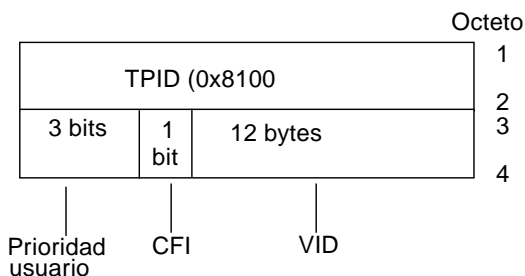 Octeto
1
TPID (0x8100
2
3 bits
1
bit
12 bytes
3
4
Prioridad
usuario
CFI
VID